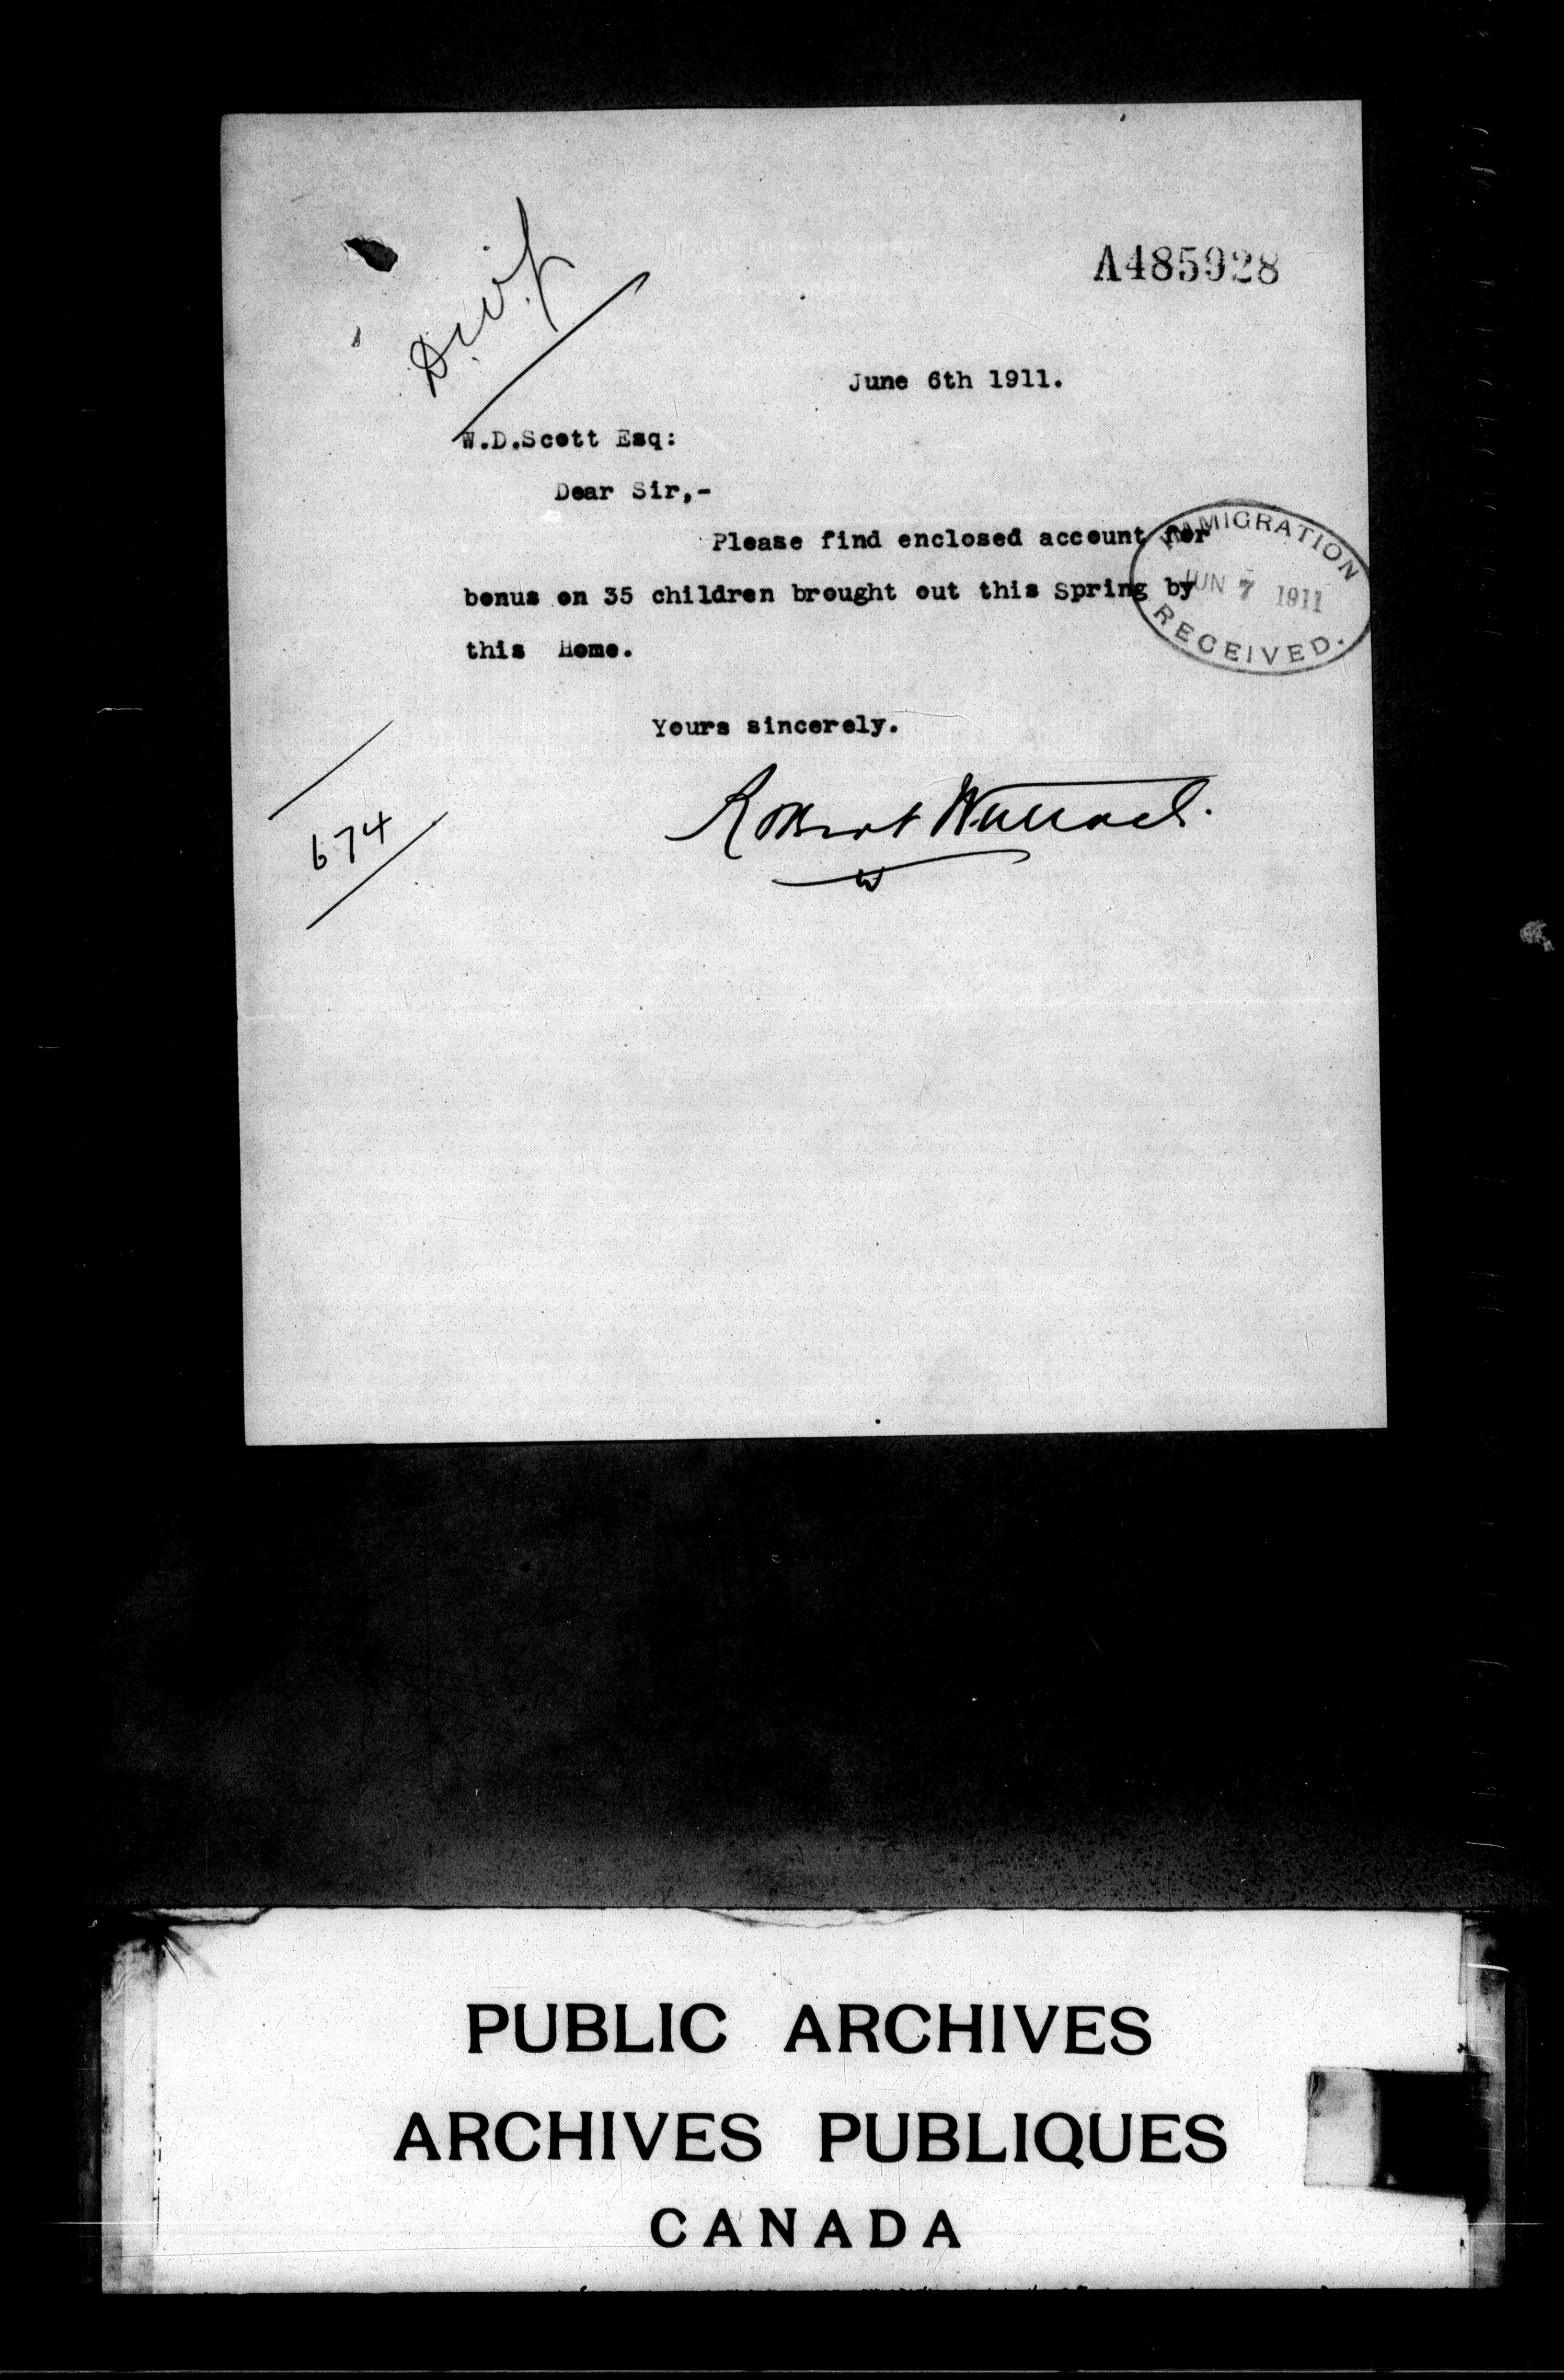 D.W.F
A485928
June 6th 1911.
W.D.Scott Esq:
Dear Sir,-
Please find enclosed account for
bonus on 35 children brought out this Spring by
this Home.
IMMIGRATION
JUN 7 1911
RECEIVED.
Yours sincerely.
Robert Wallace.
W
674
PUBLIC ARCHIVES
ARCHIVES PUBLIQUES
CANADA